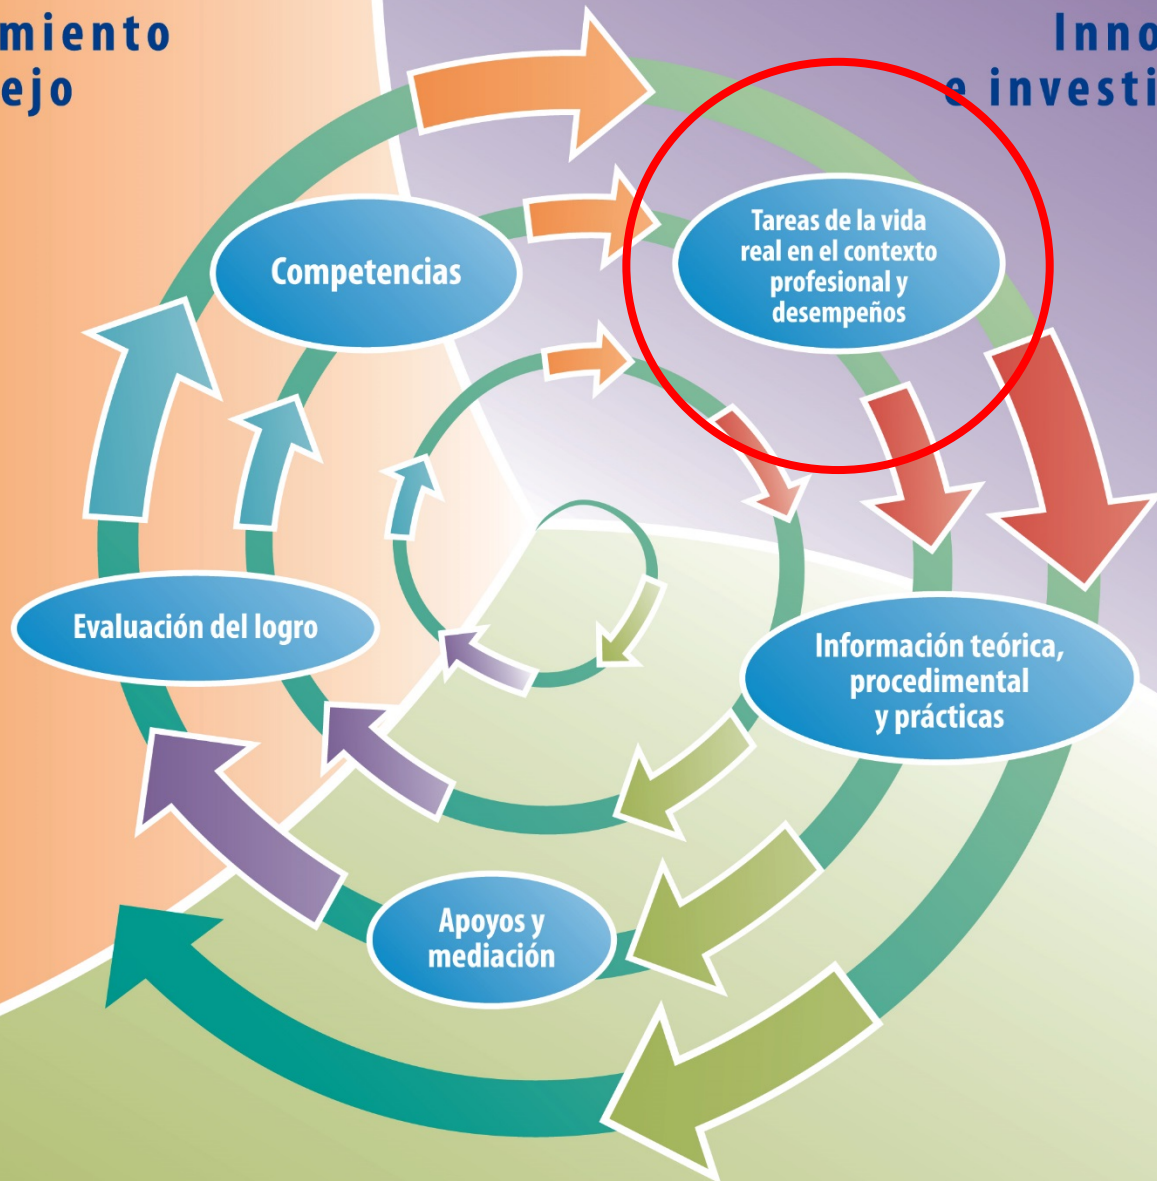 miento
ejo
Inno
e investi
Competencias
Tareas de la vida
real en el contexto
profesional y
desempeños
Evaluación del logro
Información teórica,
procedimental
y prácticas
Apoyos y
mediación